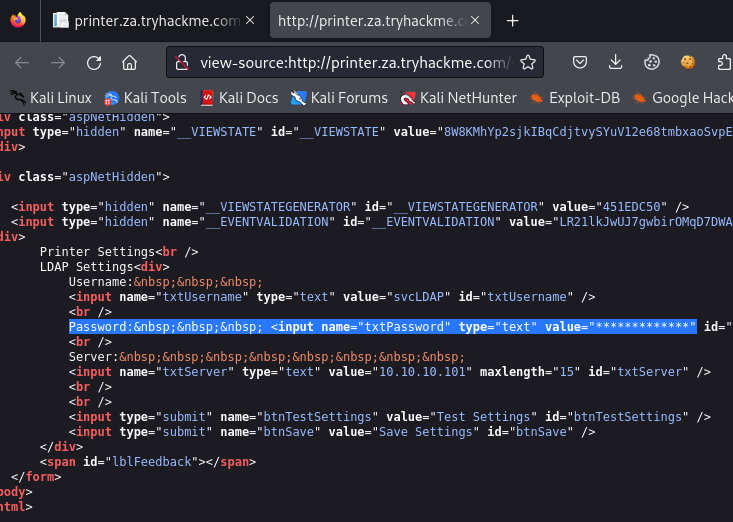 printer.za.tryhackme.com
http://printer.za.tryhackme.c
view-source:http://printer.za.tryhackme.com/
Kali Linux Kali Tools Kali Docs Kali Forums Kali NetHunter Exploit-DB Google Hack
iv class="aspNetHidden">
nput type="hidden" name="__VIEWSTATE" id="__VIEWSTATE" value="8W8KMhYp2sjkIBqCdjtvySYuV12e68tmbxaoSvpE
div>
iv class="aspNetHidden">
<input type="hidden" name="__VIEWSTATEGENERATOR" id="__VIEWSTATEGENERATOR" value="451EDC50" />
<input type="hidden" name="__EVENTVALIDATION" id="__EVENTVALIDATION" value="LR21lkJwUJ7gwbirOMqD7DWA
div>
Printer Settings<br />
LDAP Settings<div>
Username:&nbsp;&nbsp;&nbsp;
<input name="txtUsername" type="text" value="svcLDAP" id="txtUsername" />
<br />
Password:&nbsp;&nbsp;&nbsp; <input name="txtPassword" type="text" value="*************" id="
<br />
Server:&nbsp;&nbsp;&nbsp;&nbsp;&nbsp;&nbsp;&nbsp;&nbsp;
<input name="txtServer" type="text" value="10.10.10.101" maxlength="15" id="txtServer" />
<br />
<br />
<input type="submit" name="btnTestSettings" value="Test Settings" id="btnTestSettings" />
<input type="submit" name="btnSave" value="Save Settings" id="btnSave" />
</div>
<span id="lblFeedback"></span>
</form>
body>
html>